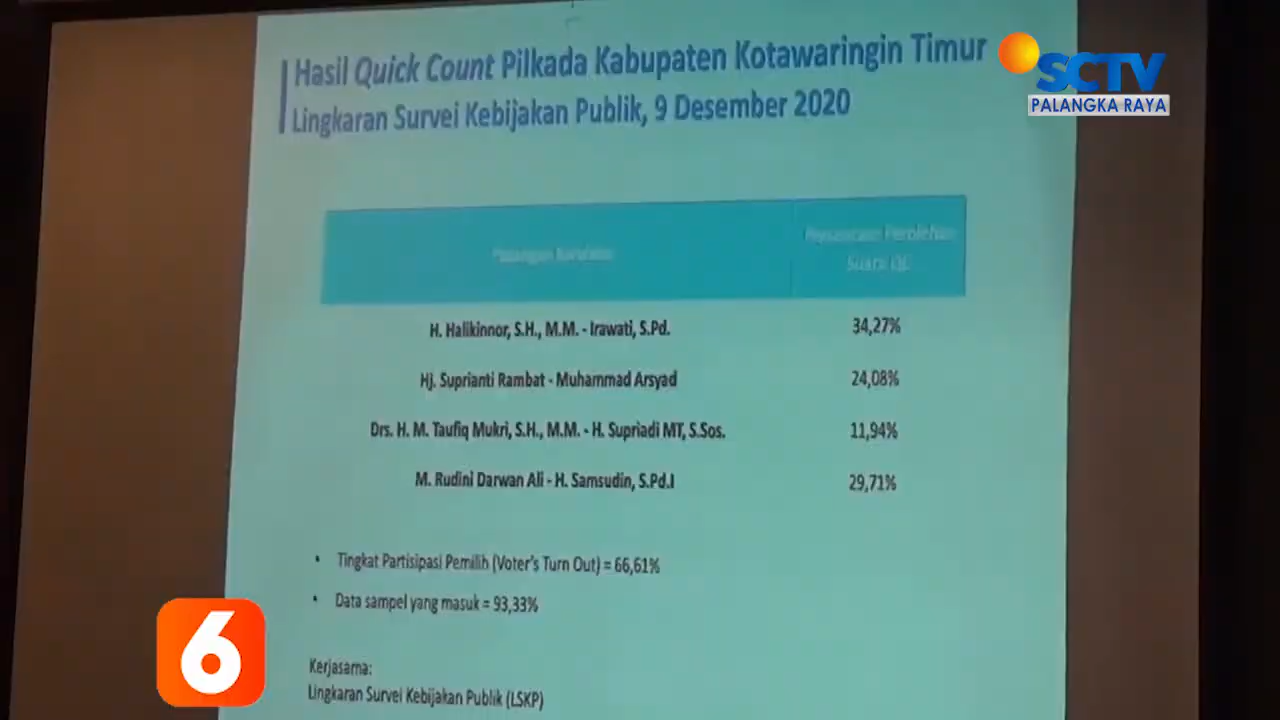 Hasil Quick Count Pilkada Kabupaten Kotawaringin Timur
Lingkaran Survei Kebijakan Publik, 9 Desember 2020
SCTV
PALANGKA RAYA
Perolehan
Suara QC
H. Halikinnor, S.H., M.M. - Irawati, S.Pd. 34,27%
Hj. Suprianti Rambat - Muhammad Arsyad 24,08%
Drs. H. M. Taufiq Mukri, S.H., M.M. - H. Supriadi MT, S.Sos. 11,94%
M. Rudini Darwan Ali - H. Samsudin, S.Pd.I 29,71%
• Tingkat Partisipasi Pemilih (Voter's Turn Out) = 66,61%
• Data sampel yang masuk = 93,33%
Kerjasama:
Lingkaran Survei Kebijakan Publik (LSKP)
6